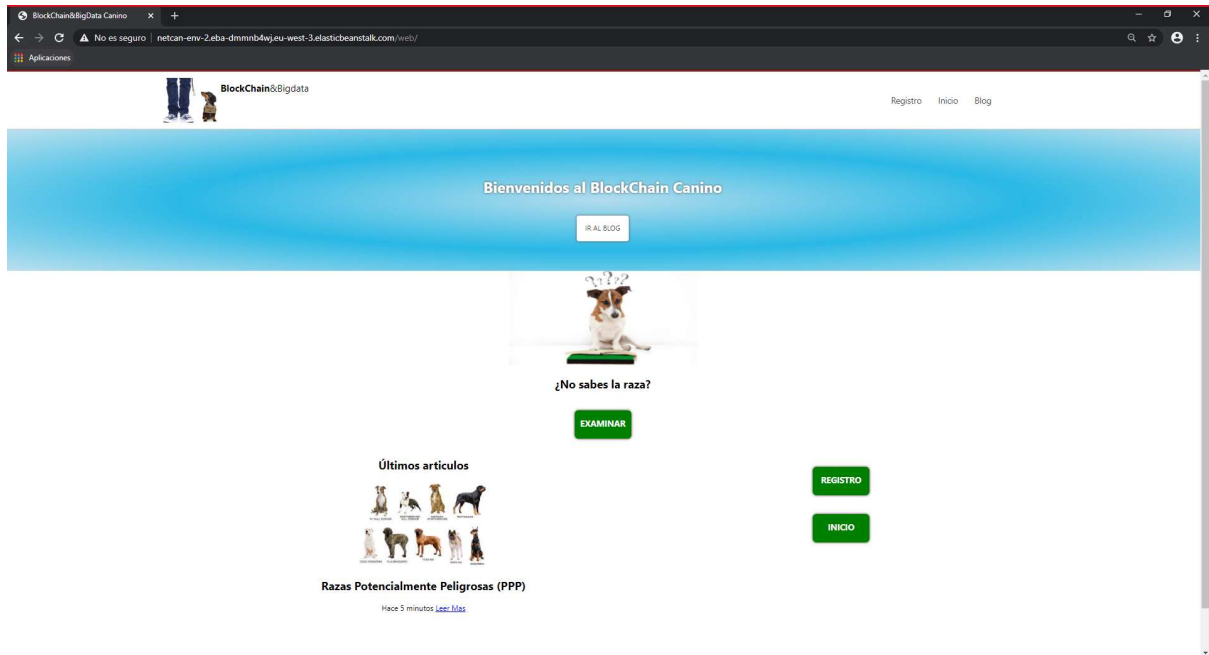 BlockChain&BigData Canino
No es seguro | netcan-env-2.eba-dmmnb4wj.eu-west-3.elasticbeanstalk.com/web/
Aplicaciones
BlockChain&Bigdata
Registro Inicio Blog
Bienvenidos al BlockChain Canino
IR AL BLOG
????
¿No sabes la raza?
EXAMINAR
Últimos articulos
REGISTRO
INICIO
Razas Potencialmente Peligrosas (PPP)
Hace 5 minutos Leer Mas